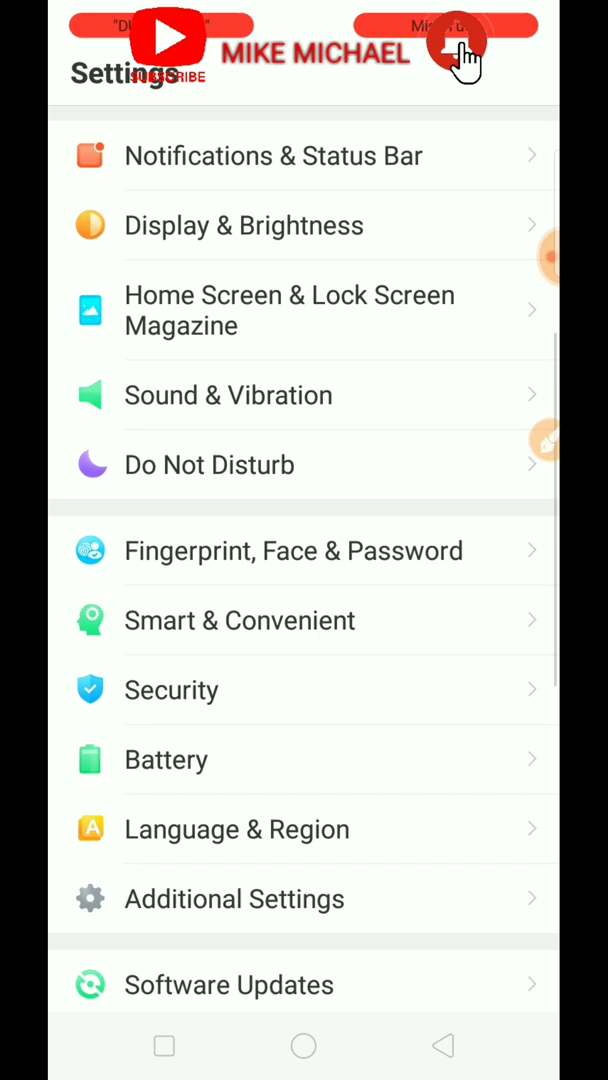 MIKE MICHAEL
Settings
SUBSCRIBE
Notifications & Status Bar
Display & Brightness
Home Screen & Lock Screen
Magazine
Sound & Vibration
Do Not Disturb
Fingerprint, Face & Password
Smart & Convenient
Security
Battery
Language & Region
A
Additional Settings
Software Updates